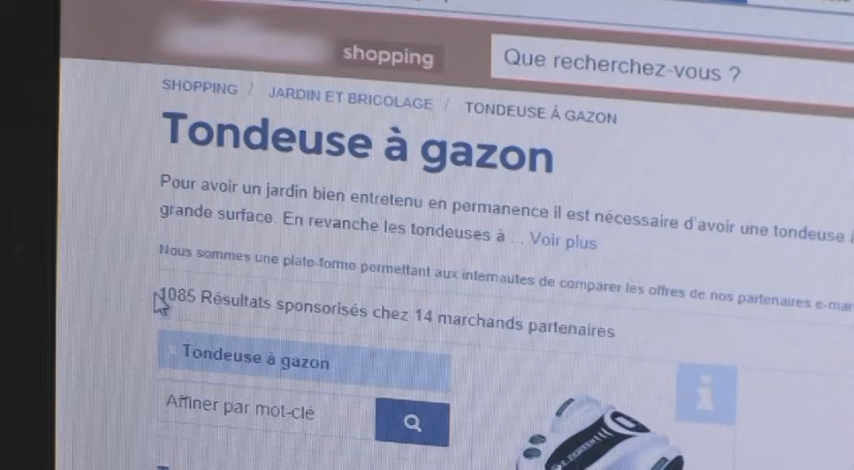 shopping
Que recherchez-vous ?
SHOPPING / JARDIN ET BRICOLAGE / TONDEUSE À GAZON
Tondeuse à gazon
Pour avoir un jardin bien entretenu en permanence il est nécessaire d'avoir une tondeuse
grande surface. En revanche les tondeuses à ... Voir plus
Nous sommes une plate-forme permettant aux internautes de comparer les offres de nos partenaires e-mar
1085 Résultats sponsorisés chez 14 marchands partenaires
Tondeuse à gazon
i
Affiner par mot-clé